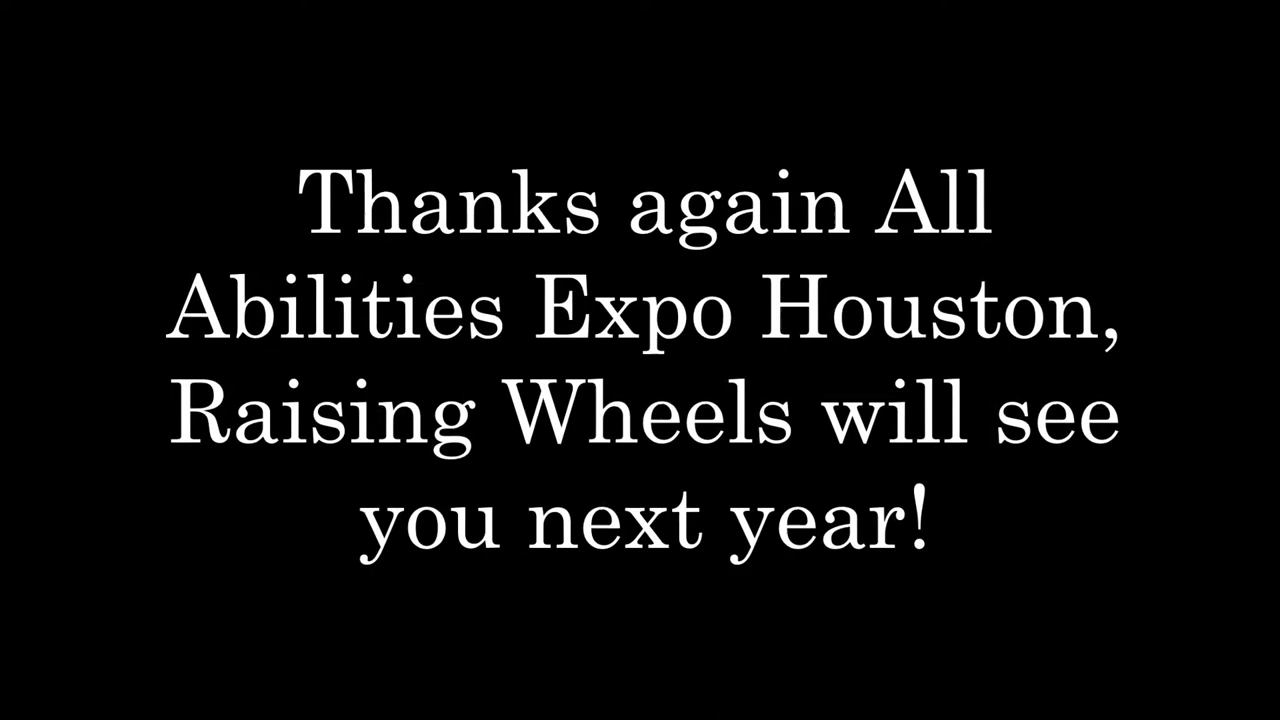 Thanks again All
Abilities Expo Houston,
Raising Wheels will see
you next year!